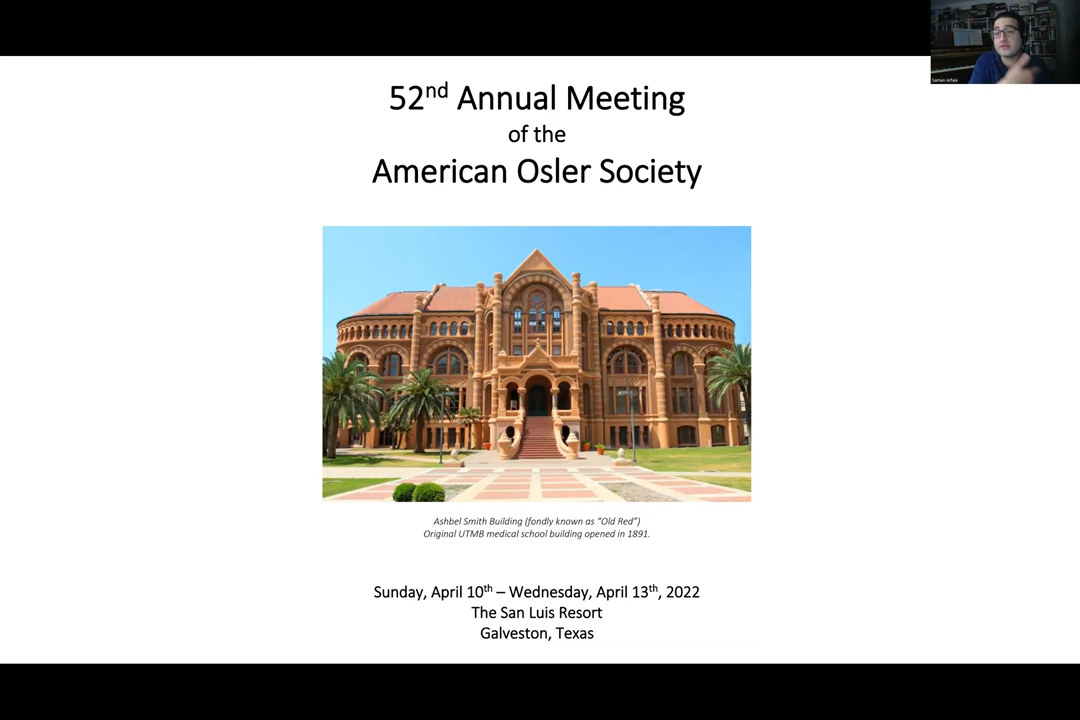 52nd Annual Meeting
of the
American Osler Society
Ashbel Smith Building (fondly known as “Old Red”)
Original UTMB medical school building opened in 1891.
Sunday, April 10th – Wednesday, April 13th, 2022
The San Luis Resort
Galveston, Texas